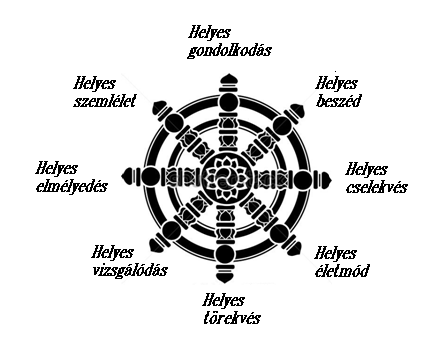 Helyes
gondolkodás
Helyes
szemlélet
Helyes
beszéd
Helyes
elmélyedés
Helyes
cselekvés
Helyes
vizsgálódás
Helyes
életmód
Helyes
törekvés